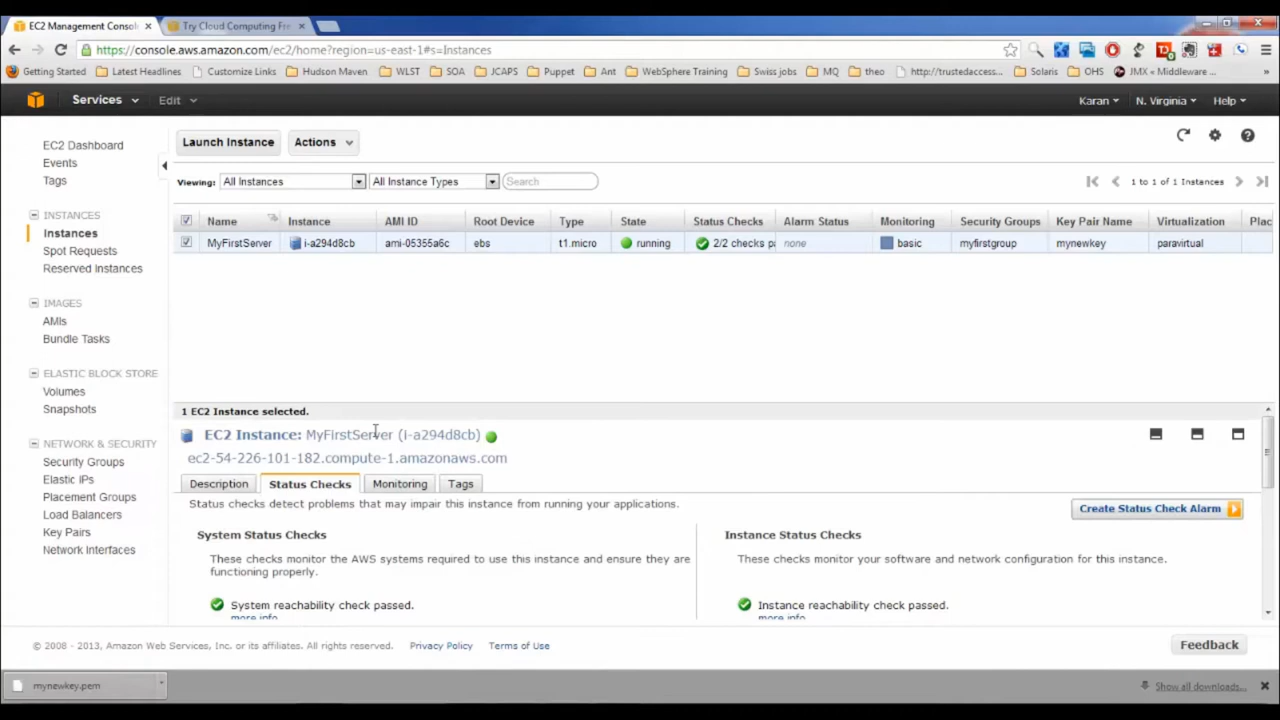 EC2 Management Consol
Try Cloud Computing Fre
https://console.aws.amazon.com/ec2/home?region=us-east-1#s=Instances
Getting Started Latest Headlines Customize Links Hudson Maven WLST SOA JCAPS Puppet Ant WebSphere Training Swiss jobs MQ theo http://trustedaccess... Solaris OHS JMX « Middleware ... »
Services Edit Karan N. Virginia Help
EC2 Dashboard
Events
Tags
INSTANCES
Instances
Spot Requests
Reserved Instances
IMAGES
AMIs
Bundle Tasks
ELASTIC BLOCK STORE
Volumes
Snapshots
NETWORK & SECURITY
Security Groups
Elastic IPs
Placement Groups
Load Balancers
Key Pairs
Network Interfaces
Launch Instance Actions
Viewing: All Instances All Instance Types Search 1 to 1 of 1 Instances
Name Instance AMI ID Root Device Type State Status Checks Alarm Status Monitoring Security Groups Key Pair Name Virtualization Plac
MyFirstServer i-a294d8cb ami-05355a6c ebs t1.micro running 2/2 checks pa none basic myfirstgroup mynewkey paravirtual
1 EC2 Instance selected.
EC2 Instance: MyFirstServer (i-a294d8cb)
ec2-54-226-101-182.compute-1.amazonaws.com
Description Status Checks Monitoring Tags
Status checks detect problems that may impair this instance from running your applications.
Create Status Check Alarm
System Status Checks
These checks monitor the AWS systems required to use this instance and ensure they are
functioning properly.
System reachability check passed.
more info
Instance Status Checks
These checks monitor your software and network configuration for this instance.
Instance reachability check passed.
more info
© 2008 - 2013, Amazon Web Services, Inc. or its affiliates. All rights reserved. Privacy Policy Terms of Use
Feedback
mynewkey.pem
Show all downloads...